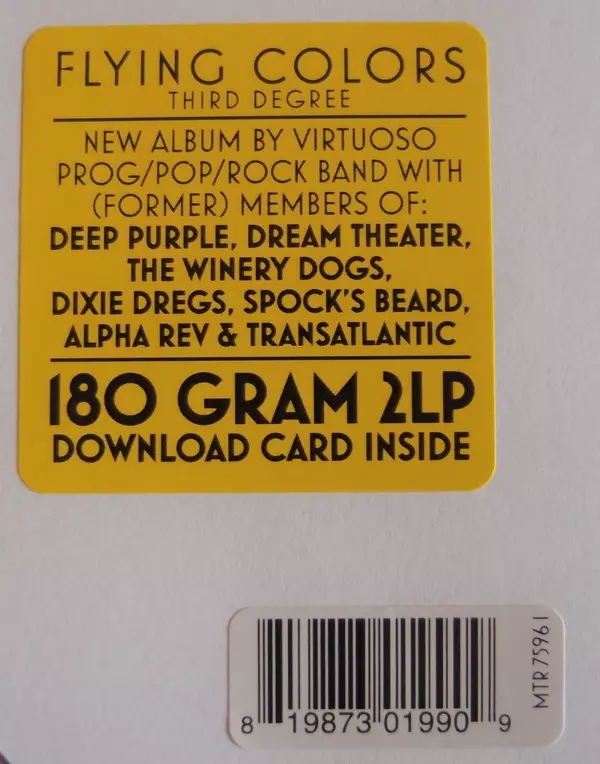 FLYING COLORS
THIRD DEGREE
NEW ALBUM BY VIRTUOSO
PROG/POP/ROCK BAND WITH
(FORMER) MEMBERS OF:
DEEP PURPLE, DREAM THEATER,
THE WINERY DOGS,
DIXIE DREGS, SPOCK'S BEARD,
ALPHA REV & TRANSATLANTIC
180 GRAM 2LP
DOWNLOAD CARD INSIDE
MTR75961
8 19873 01990 9